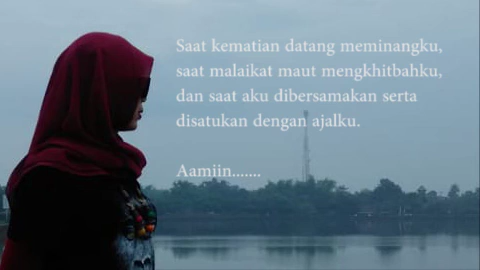 Saat kematian datang meminangku,
saat malaikat maut mengkhitbahku,
dan saat aku dibersamakan serta
disatukan dengan ajalku.
Aamiin.......